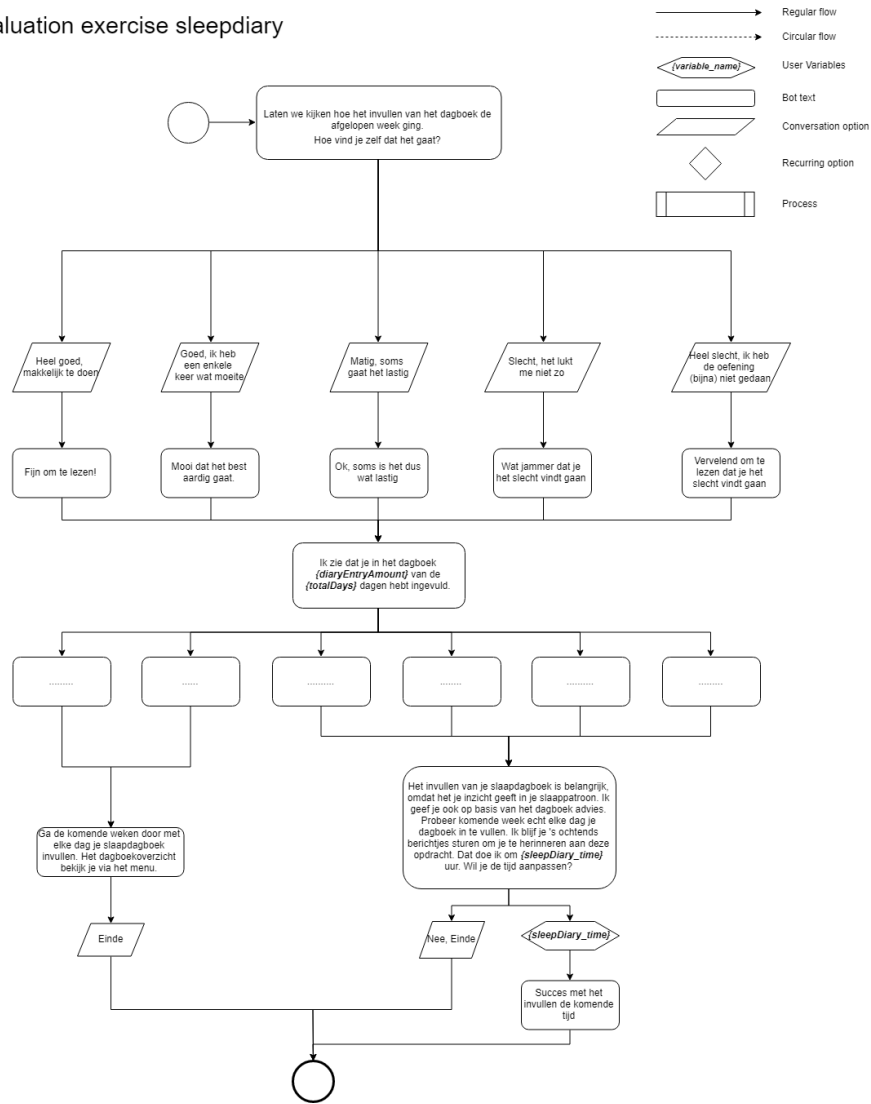 aluation exercise sleepdiary
Regular flow
Circular flow
{variable_name}
User Variables
Bot text
Conversation option
Recurring option
Process
Laten we kijken hoe het invullen van het dagboek de
afgelopen week ging.
Hoe vind je zelf dat het gaat?
Heel goed,
makkelijk te doen
Goed, ik heb
een enkele
keer wat moeite
Matig, soms
gaat het lastig
Slecht, het lukt
me niet zo
Heel slecht, ik heb
de oefening
(bijna) niet gedaan
Fijn om te lezen!
Mooi dat het best
aardig gaat.
Ok, soms is het dus
wat lastig
Wat jammer dat je
het slecht vindt gaan
Vervelend om te
lezen dat je het
slecht vindt gaan
Ik zie dat je in het dagboek
{diaryEntryAmount} van de
{totalDays} dagen hebt ingevuld.
.........
......
..........
........
..........
.........
Het invullen van je slaapdagboek is belangrijk,
omdat het je inzicht geeft in je slaappatroon. Ik
geef je ook op basis van het dagboek advies.
Probeer komende week echt elke dag je
dagboek in te vullen. Ik blijf je 's ochtends
berichtjes sturen om je te herinneren aan deze
opdracht. Dat doe ik om {sleepDiary_time}
uur. Wil je de tijd aanpassen?
Ga de komende weken door met
elke dag je slaapdagboek
invullen. Het dagboekoverzicht
bekijk je via het menu.
Einde
Nee, Einde
{sleepDiary_time}
Succes met het
invullen de komende
tijd